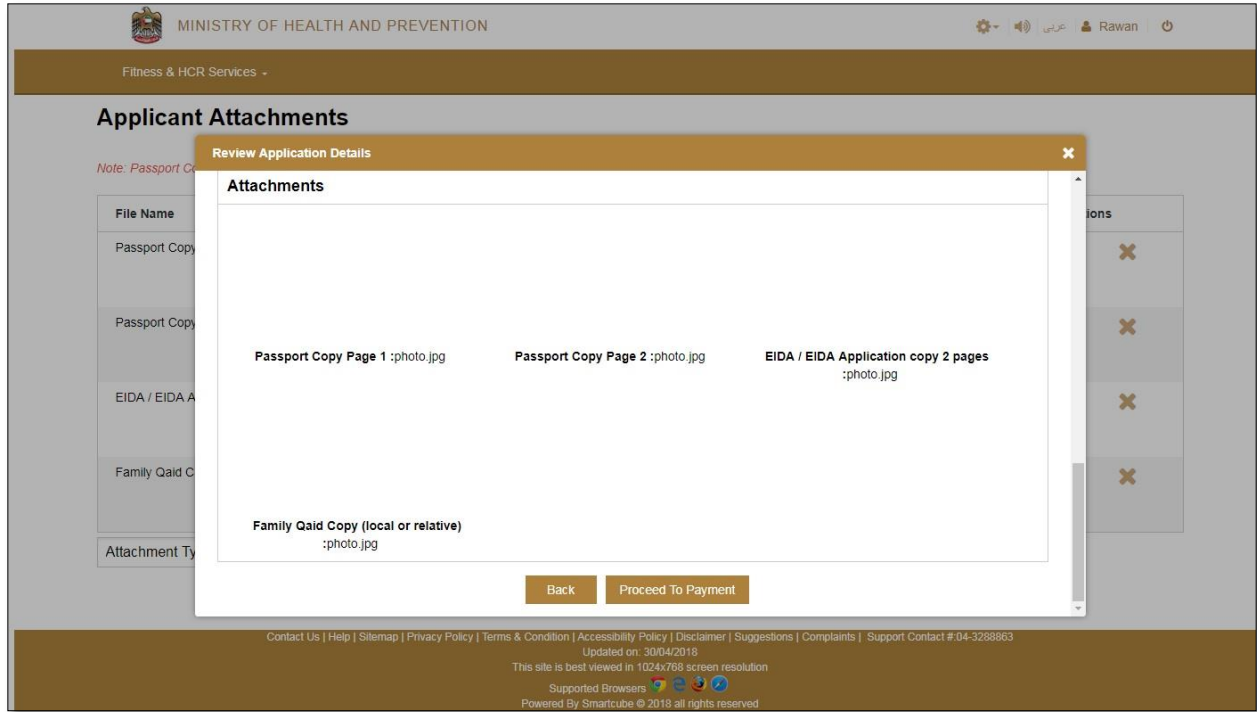 MINISTRY OF HEALTH AND PREVENTION
عربي
Rawan
Fitness & HCR Services
Applicant Attachments
Note: Passport Co
Review Application Details
Attachments
File Name
ions
Passport Copy
Passport Copy
EIDA / EIDA A
Family Qaid C
Attachment Ty
Passport Copy Page 1 :photo.jpg
Passport Copy Page 2 :photo.jpg
EIDA / EIDA Application copy 2 pages
:photo.jpg
Family Qaid Copy (local or relative)
:photo.jpg
Back
Proceed To Payment
Contact Us | Help | Sitemap | Privacy Policy | Terms & Condition | Accessibility Policy | Disclaimer | Suggestions | Complaints | Support Contact #:04-3288863
Updated on: 30/04/2018
This site is best viewed in 1024x768 screen resolution
Supported Browsers
Powered By Smartcube © 2018 all rights reserved